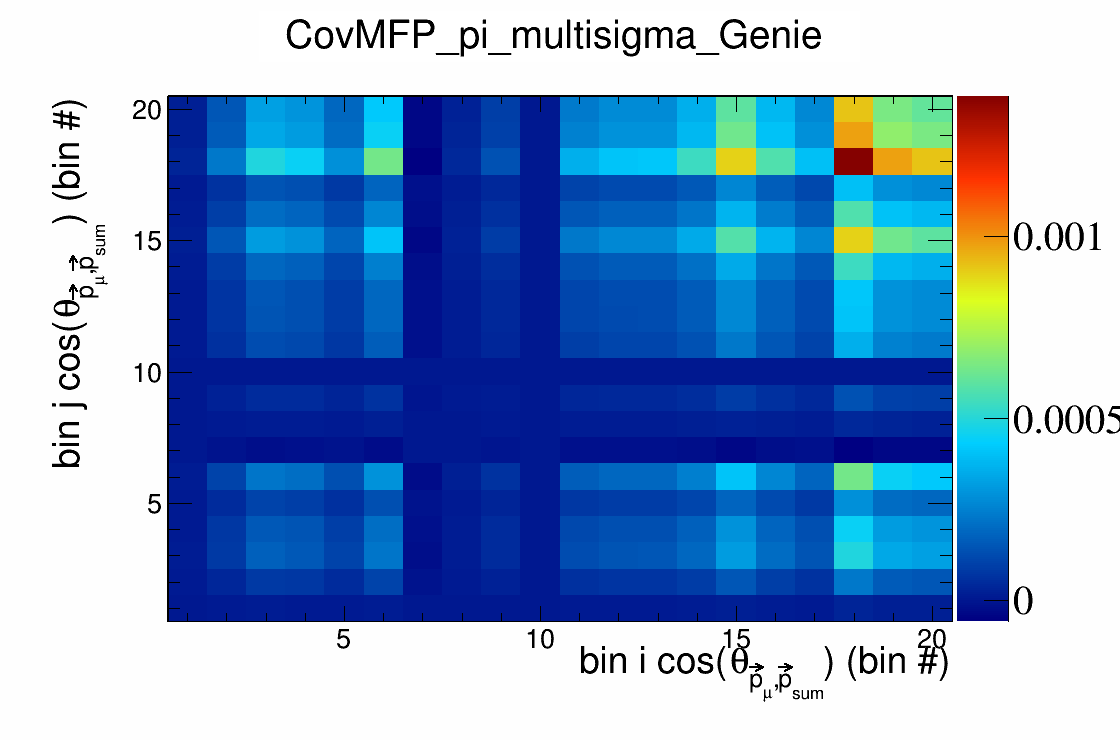 CovMFP_pi_multisigma_Genie
bin j cos(θ p⃗μ,p⃗sum) (bin #)
20
15
10
5
0.001
0.0005
0
5 10 15 20
bin i cos(θ p⃗μ,p⃗sum) (bin #)